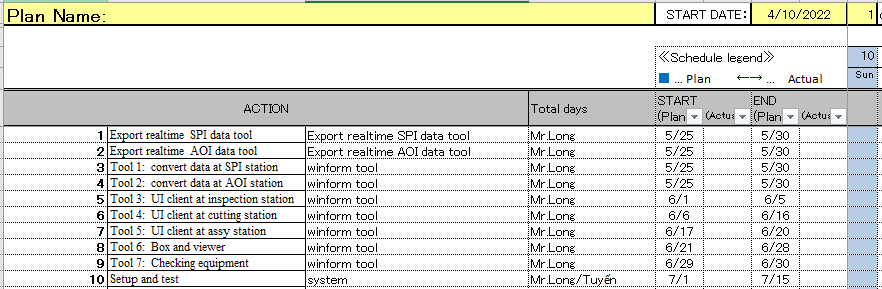 Plan Name: START DATE: 4/10/2022 1
≪Schedule legend≫ 10
■ ... Plan ←→ ... Actual Sun
ACTION Total days START END
(Plan (Actua (Plan (Actua
1 Export realtime SPI data tool Export realtime SPI data tool Mr.Long 5/25 5/30
2 Export realtime AOI data tool Export realtime AOI data tool Mr.Long 5/25 5/30
3 Tool 1: convert data at SPI station winform tool Mr.Long 5/25 5/30
4 Tool 2: convert data at AOI station winform tool Mr.Long 5/25 5/30
5 Tool 3: UI client at inspection station winform tool Mr.Long 6/1 6/5
6 Tool 4: UI client at cutting station winform tool Mr.Long 6/6 6/16
7 Tool 5: UI client at assy station winform tool Mr.Long 6/17 6/20
8 Tool 6: Box and viewer winform tool Mr.Long 6/21 6/28
9 Tool 7: Checking equipment winform tool Mr.Long 6/29 6/30
10 Setup and test system Mr.Long/Tuyến 7/1 7/15